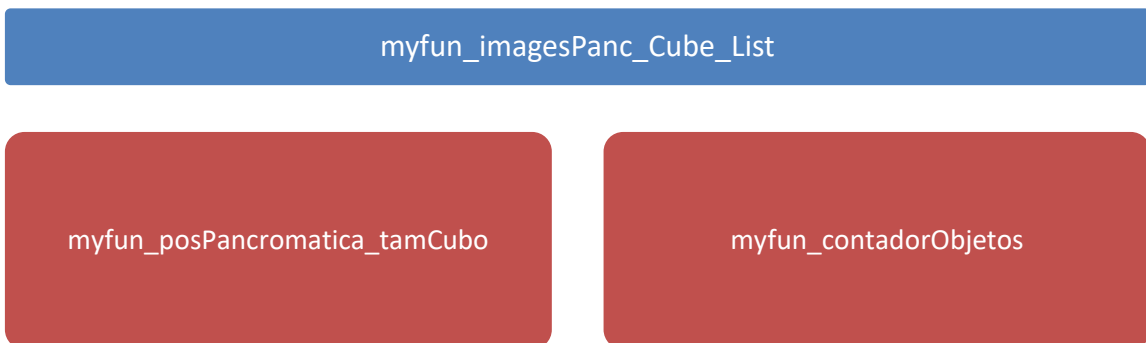 myfun_imagesPanc_Cube_List
myfun_posPancromatica_tamCubo
myfun_contadorObjetos